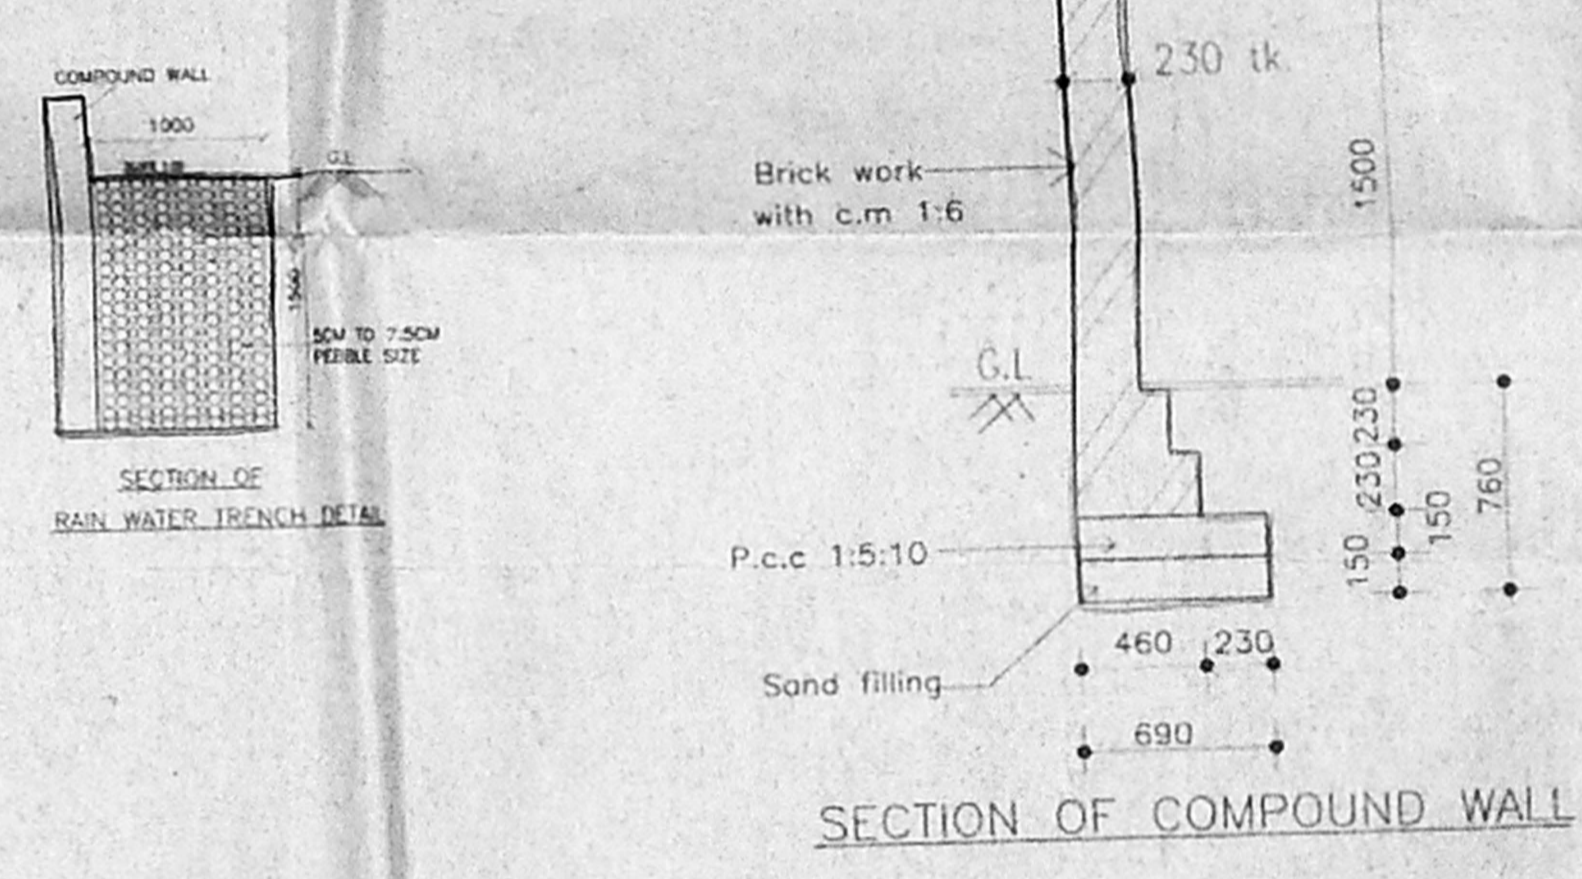 COMPOUND WALL
1000
G.L
1500
5CM TO 7.5CM
PEBBLE SIZE
SECTION OF
RAIN WATER TRENCH DETAIL
230 tk.
Brick work
with c.m 1:6
1500
G.L
230
230
150
150
760
P.c.c 1:5:10
Sand filling
460
230
690
SECTION OF COMPOUND WALL